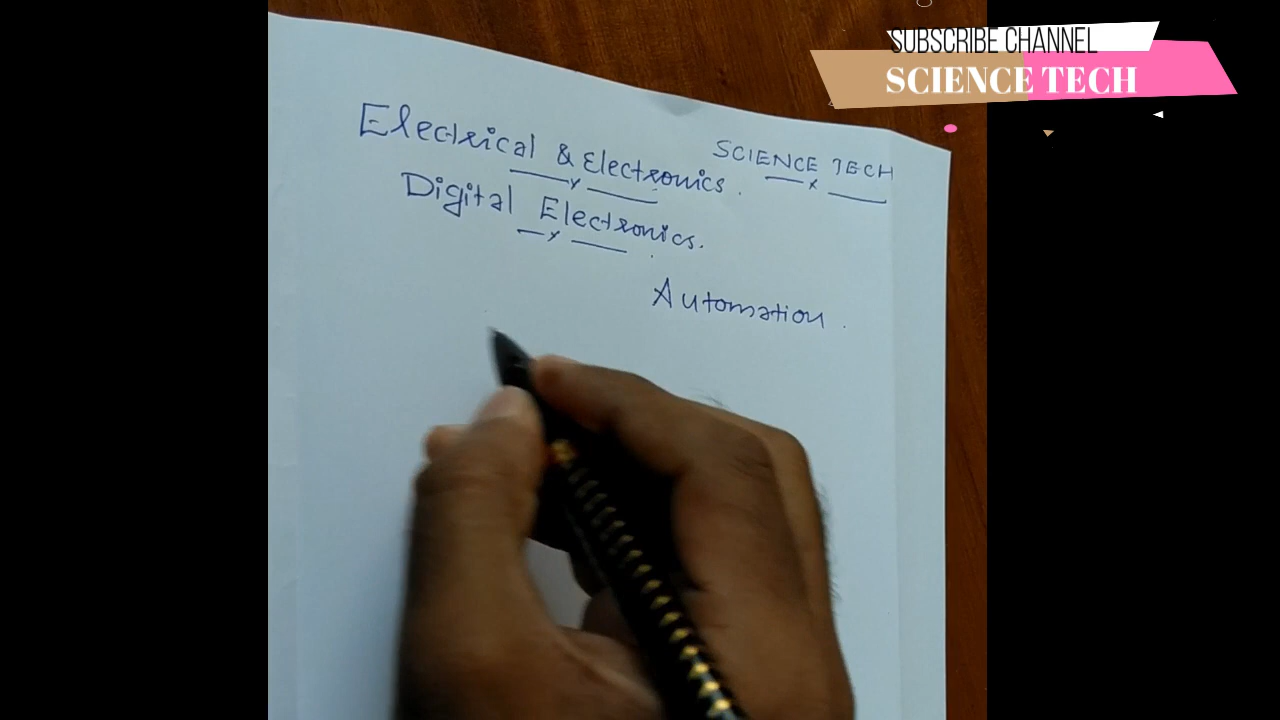 SUBSCRIBE CHANNEL
SCIENCE TECH
Electrical & Electronics.
SCIENCE TECH
Digital Electronics.
Automation.